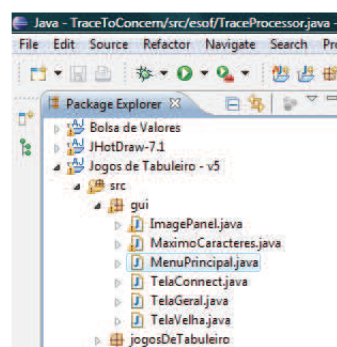 Java - TraceToConcern/src/esof/TraceProcessor.java -
File Edit Source Refactor Navigate Search Pro
Package Explorer
Bolsa de Valores
JHotDraw-7.1
Jogos de Tabuleiro - v5
src
gui
ImagePanel.java
MaximoCaracteres.java
MenuPrincipal.java
TelaConnect.java
TelaGeral.java
TelaVelha.java
jogosDeTabuleiro